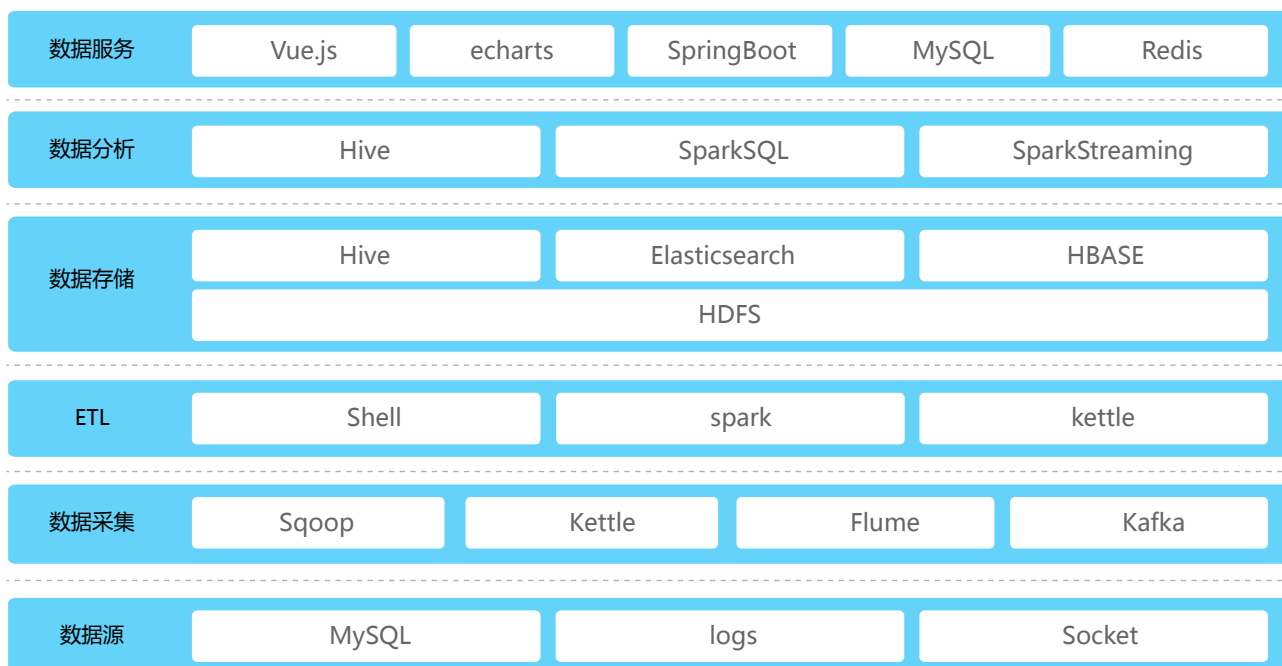 数据服务 Vue.js echarts SpringBoot MySQL Redis
数据分析 Hive SparkSQL SparkStreaming
数据存储 Hive Elasticsearch HBASE
HDFS
ETL Shell spark kettle
数据采集 Sqoop Kettle Flume Kafka
数据源 MySQL logs Socket